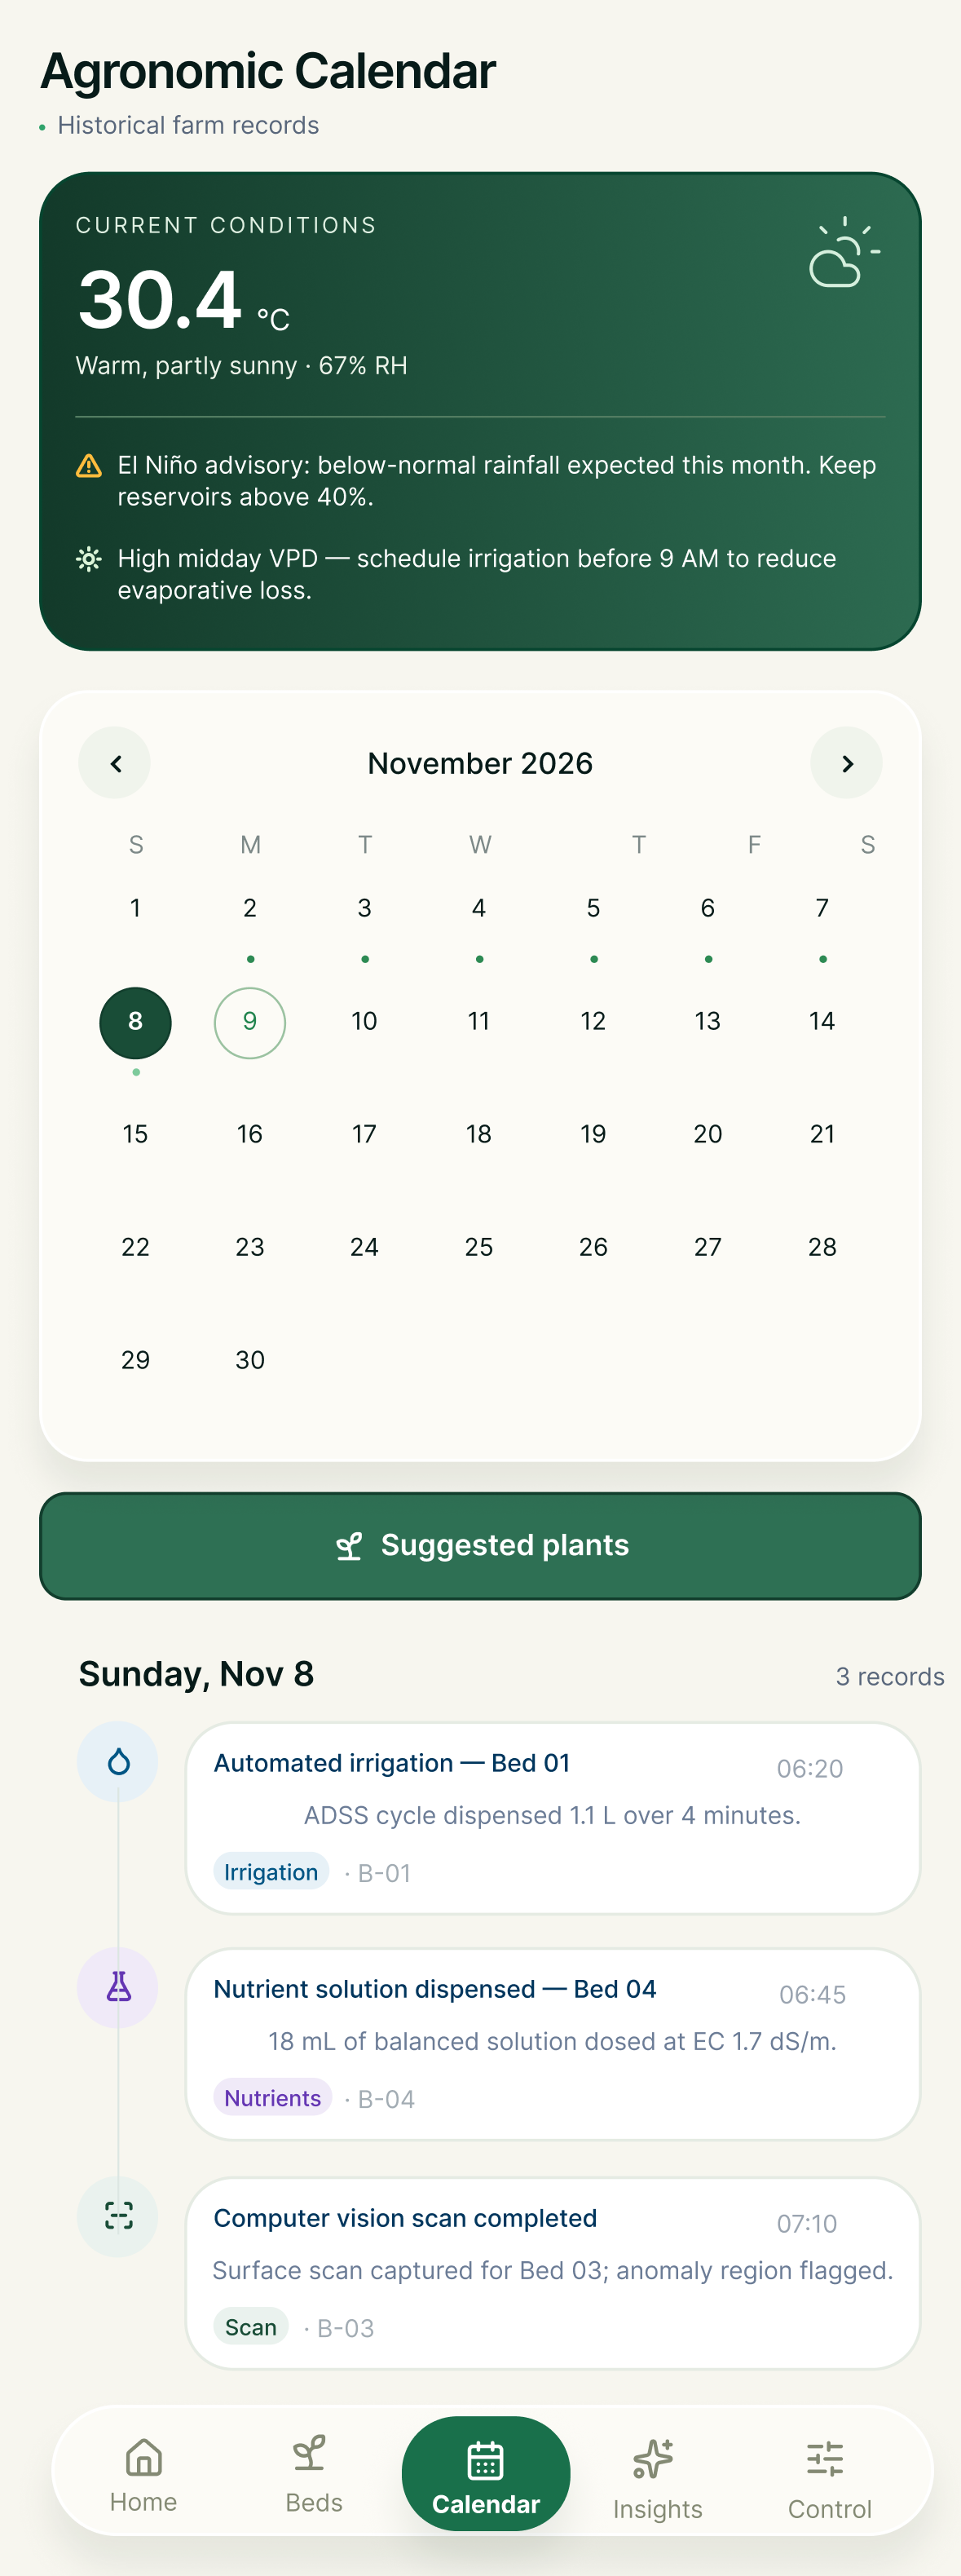 Agronomic Calendar
• Historical farm records
CURRENT CONDITIONS
30.4 °C
Warm, partly sunny · 67% RH
El Niño advisory: below-normal rainfall expected this month. Keep
reservoirs above 40%.
High midday VPD — schedule irrigation before 9 AM to reduce
evaporative loss.
November 2026
S M T W T F S
1 2 3 4 5 6 7
8 9 10 11 12 13 14
15 16 17 18 19 20 21
22 23 24 25 26 27 28
29 30
Suggested plants
Sunday, Nov 8 3 records
Automated irrigation — Bed 01 06:20
ADSS cycle dispensed 1.1 L over 4 minutes.
Irrigation · B-01
Nutrient solution dispensed — Bed 04 06:45
18 mL of balanced solution dosed at EC 1.7 dS/m.
Nutrients · B-04
Computer vision scan completed 07:10
Surface scan captured for Bed 03; anomaly region flagged.
Scan · B-03
Home Beds Calendar Insights Control